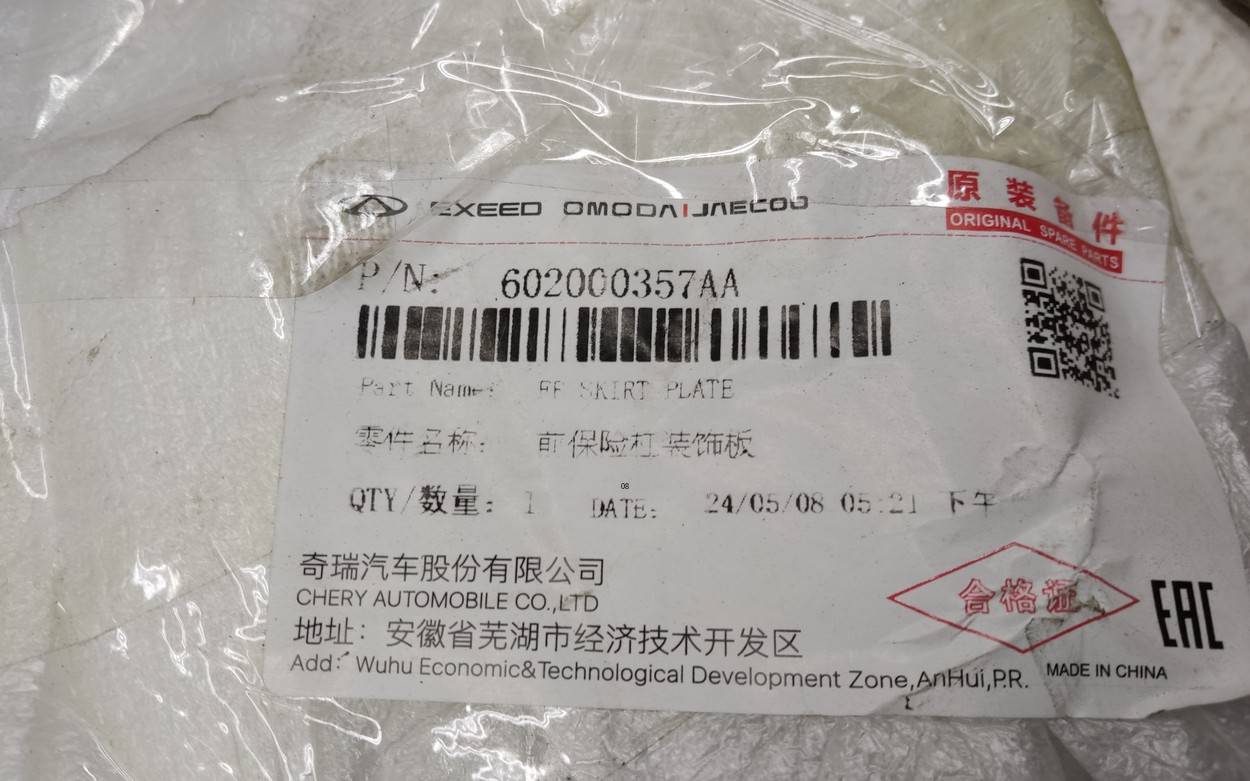 EXEED OMODA|JAECOO
原装备件
ORIGINAL SPARE PARTS
P/N: 602000357AA
Part Name: FF SKIRT PLATE
零件名称: 前保险杠装饰板
08
QTY/数量: 1 DATE: 24/05/08 05:21 下午
奇瑞汽车股份有限公司
CHERY AUTOMOBILE CO.,LTD
地址：安徽省芜湖市经济技术开发区
Add: Wuhu Economic&Technological Development Zone,AnHui,P.R.
合格证
EAC
MADE IN CHINA